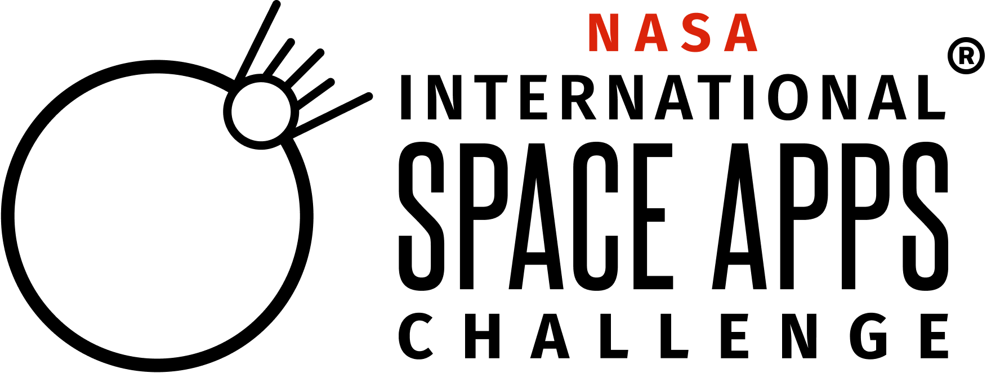 NASA
INTERNATIONAL®
SPACE APPS
CHALLENGE